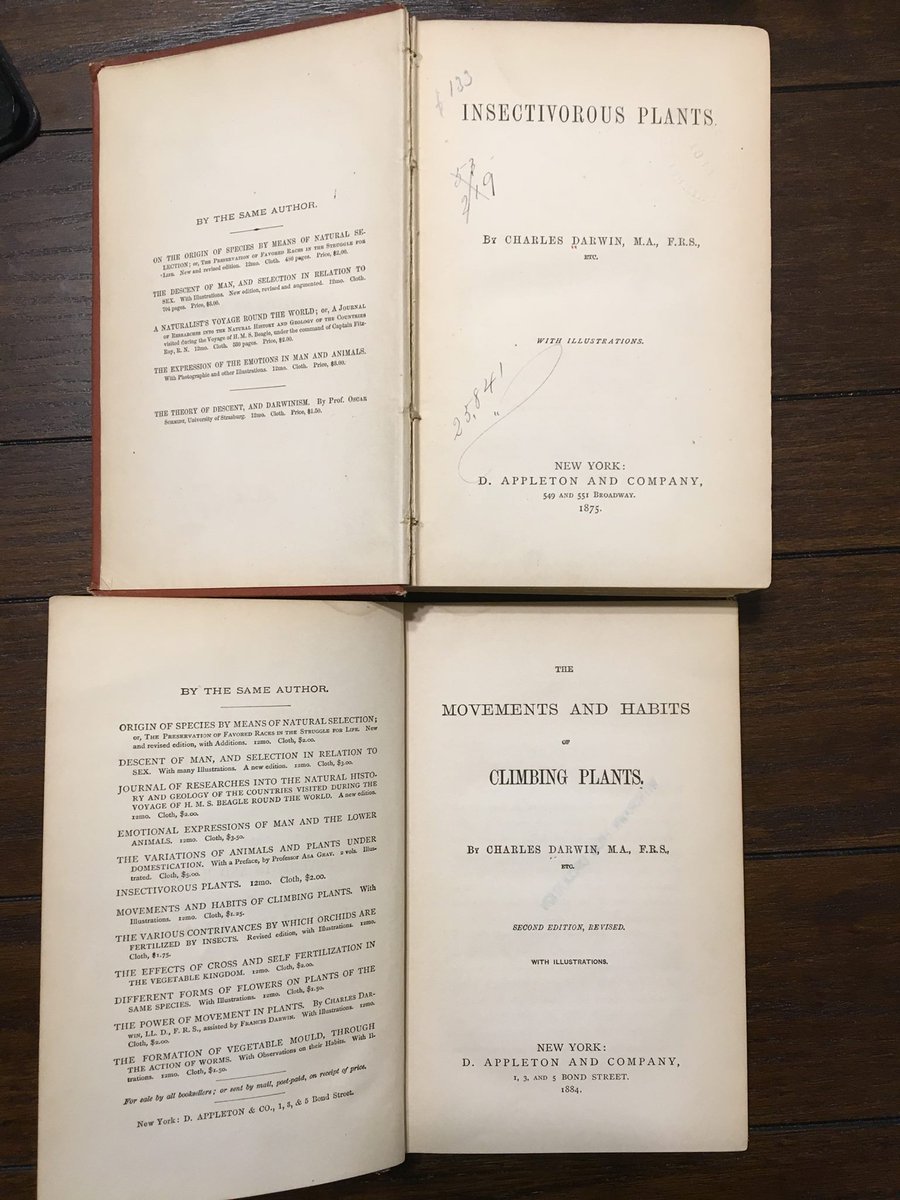 BY THE SAME AUTHOR.
ON THE ORIGIN OF SPECIES BY MEANS OF NATURAL SE-
LECTION; or, The Preservation of Favored Races in the Struggle for
Life. New and revised edition. 12mo. Cloth. 480 pages. Price, $2.00.
THE DESCENT OF MAN, AND SELECTION IN RELATION TO
SEX. With Illustrations. New edition, revised and augmented. 12mo. Cloth.
704 pages. Price,
A NATURALIST'S VOYAGE ROUND THE WORLD; or, A Journal
of Researches into the Natural History and Geology of the Countries
visited during the Voyage of H. M. S. Beagle, under the command of Captain Fitz-
Roy, R. N. 12mo. Cloth. 530 pages. Price, $2.00.
THE EXPRESSION OF THE EMOTIONS IN MAN AND ANIMALS.
With Photographic and other Illustrations. 12mo. Cloth. Price,
THE THEORY OF DESCENT, AND DARWINISM. By Prof. Oscar
Schmidt, University of Strasburg. 12mo. Cloth. Price, $1.50.
133
INSECTIVOROUS PLANTS.
By CHARLES DARWIN, M.A., F.R.S.,
ETC.
WITH ILLUSTRATIONS.
25,841
NEW YORK:
D. APPLETON AND COMPANY,
549 AND 551 BROADWAY.
1875.
BY THE SAME AUTHOR.
ORIGIN OF SPECIES BY MEANS OF NATURAL SELECTION;
or, The Preservation of Favored Races in the Struggle for Life. New
and revised edition, with Additions. 12mo. Cloth, $2.00.
DESCENT OF MAN, AND SELECTION IN RELATION TO
SEX. With many Illustrations. A new edition. 12mo. Cloth, $3.00.
JOURNAL OF RESEARCHES INTO THE NATURAL HISTO-
RY AND GEOLOGY OF THE COUNTRIES VISITED DURING THE
VOYAGE OF H. M. S. BEAGLE ROUND THE WORLD. A new edition.
12mo. Cloth, $2.00.
EMOTIONAL EXPRESSIONS OF MAN AND THE LOWER
ANIMALS. 12mo. Cloth, $3.50.
THE VARIATIONS OF ANIMALS AND PLANTS UNDER
DOMESTICATION. With a Preface, by Professor Asa Gray. 2 vols. Illus-
trated. Cloth, $5.00.
INSECTIVOROUS PLANTS. 12mo. Cloth, $2.00.
MOVEMENTS AND HABITS OF CLIMBING PLANTS. With
Illustrations. 12mo. Cloth, $1.25.
THE VARIOUS CONTRIVANCES BY WHICH ORCHIDS ARE
FERTILIZED BY INSECTS. Revised edition, with Illustrations. 12mo.
Cloth, $1.75.
THE EFFECTS OF CROSS AND SELF FERTILIZATION IN
THE VEGETABLE KINGDOM. 12mo. Cloth, $2.00.
DIFFERENT FORMS OF FLOWERS ON PLANTS OF THE
SAME SPECIES. With Illustrations. 12mo. Cloth, $1.50.
THE POWER OF MOVEMENT IN PLANTS. By Charles Dar-
win, LL. D., F. R. S., assisted by Francis Darwin. With Illustrations. 12mo.
Cloth, $2.00.
THE FORMATION OF VEGETABLE MOULD, THROUGH
THE ACTION OF WORMS. With Observations on their Habits. With Il-
trations. 12mo. Cloth, $1.50.
For sale by all booksellers; or sent by mail, post-paid, on receipt of price.
New York: D. APPLETON & CO., 1, 3, & 5 Bond Street.
THE
MOVEMENTS AND HABITS
OF
CLIMBING PLANTS.
By CHARLES DARWIN, M.A., F.R.S.,
ETC.
SECOND EDITION, REVISED.
WITH ILLUSTRATIONS.
NEW YORK:
D. APPLETON AND COMPANY,
1, 3, AND 5 BOND STREET.
1884.